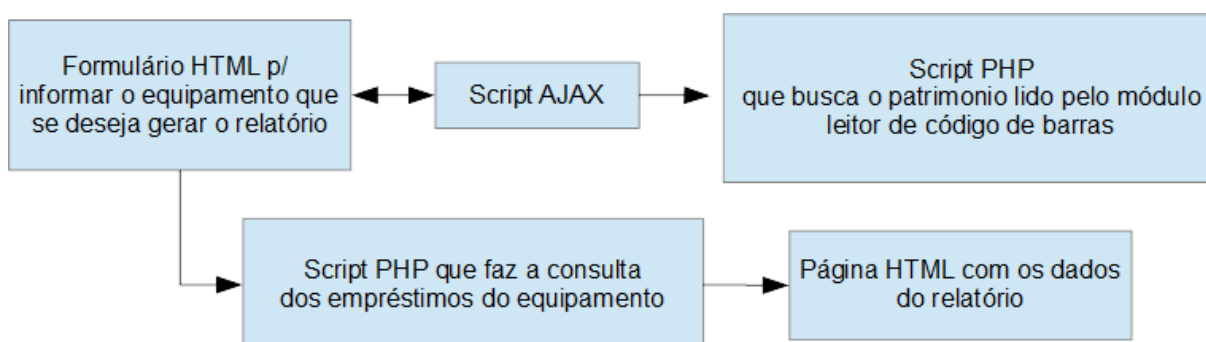 Formulário HTML p/
informar o equipamento que
se deseja gerar o relatório
Script AJAX
Script PHP
que busca o patrimonio lido pelo módulo
leitor de código de barras
Script PHP que faz a consulta
dos empréstimos do equipamento
Página HTML com os dados
do relatório